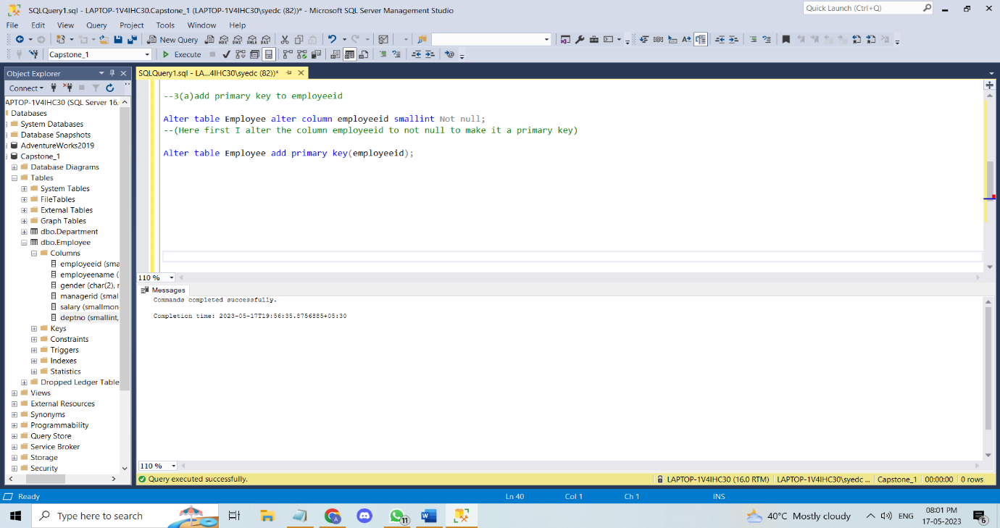 SQLQuery1.sql - LAPTOP-1V4IHC30.Capstone_1 (LAPTOP-1V4IHC30\syedc (82))* - Microsoft SQL Server Management Studio
Quick Launch (Ctrl+Q)
File Edit View Query Project Tools Window Help
New Query
Capstone_1
Execute
Object Explorer
SQLQuery1.sql - LA...4IHC30\syedc (82))*
Connect
APTOP-1V4IHC30 (SQL Server 16.
Databases
System Databases
Database Snapshots
AdventureWorks2019
Capstone_1
Database Diagrams
Tables
System Tables
FileTables
External Tables
Graph Tables
dbo.Department
dbo.Employee
Columns
employeeid (sma
employeename (
gender (char(2), r
managerid (smal
salary (smallmon
deptno (smallint,
Keys
Constraints
Triggers
Indexes
Statistics
Dropped Ledger Table
Views
External Resources
Synonyms
Programmability
Query Store
Service Broker
Storage
Security
--3(a)add primary key to employeeid
Alter table Employee alter column employeeid smallint Not null;
--(Here first I alter the column employeeid to not null to make it a primary key)
Alter table Employee add primary key(employeeid);
110 %
Messages
Commands completed successfully.
Completion time: 2023-05-17T19:56:35.8756885+05:30
110 %
Query executed successfully.
LAPTOP-1V4IHC30 (16.0 RTM) LAPTOP-1V4IHC30\syedc ... Capstone_1 00:00:00 0 rows
Ready
Ln 40 Col 1 Ch 1 INS
Type here to search
11
40°C Mostly cloudy
ENG
08:01 PM
17-05-2023
6